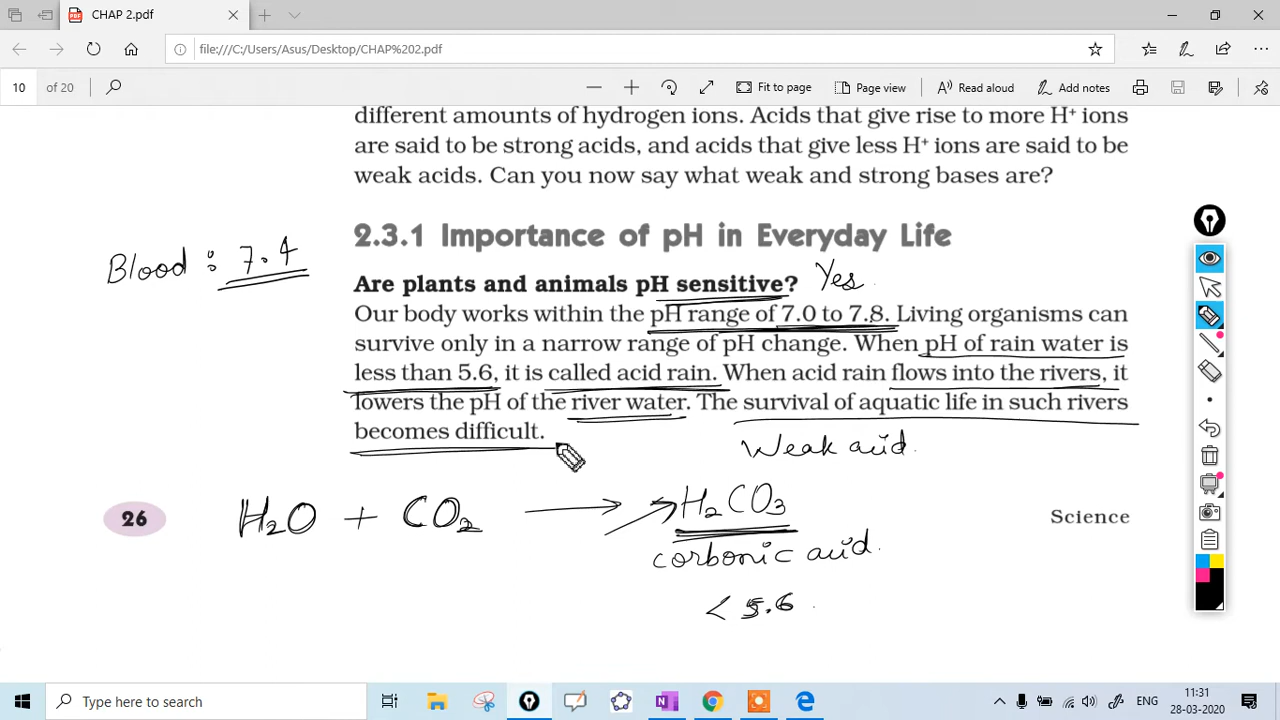 CHAP 2.pdf
file:///C:/Users/Asus/Desktop/CHAP%202.pdf
10 of 20
Fit to page
Page view
Read aloud
Add notes
different amounts of hydrogen ions. Acids that give rise to more H⁺ ions
are said to be strong acids, and acids that give less H⁺ ions are said to be
weak acids. Can you now say what weak and strong bases are?
2.3.1 Importance of pH in Everyday Life
Blood : 7.4
Are plants and animals pH sensitive? Yes
Our body works within the pH range of 7.0 to 7.8. Living organisms can
survive only in a narrow range of pH change. When pH of rain water is
less than 5.6, it is called acid rain. When acid rain flows into the rivers, it
lowers the pH of the river water. The survival of aquatic life in such rivers
becomes difficult.
Weak acid.
H₂O + CO₂ → H₂CO₃
26
Science
corbonic acid.
< 5.6
Type here to search
ENG
11:31
28-03-2020